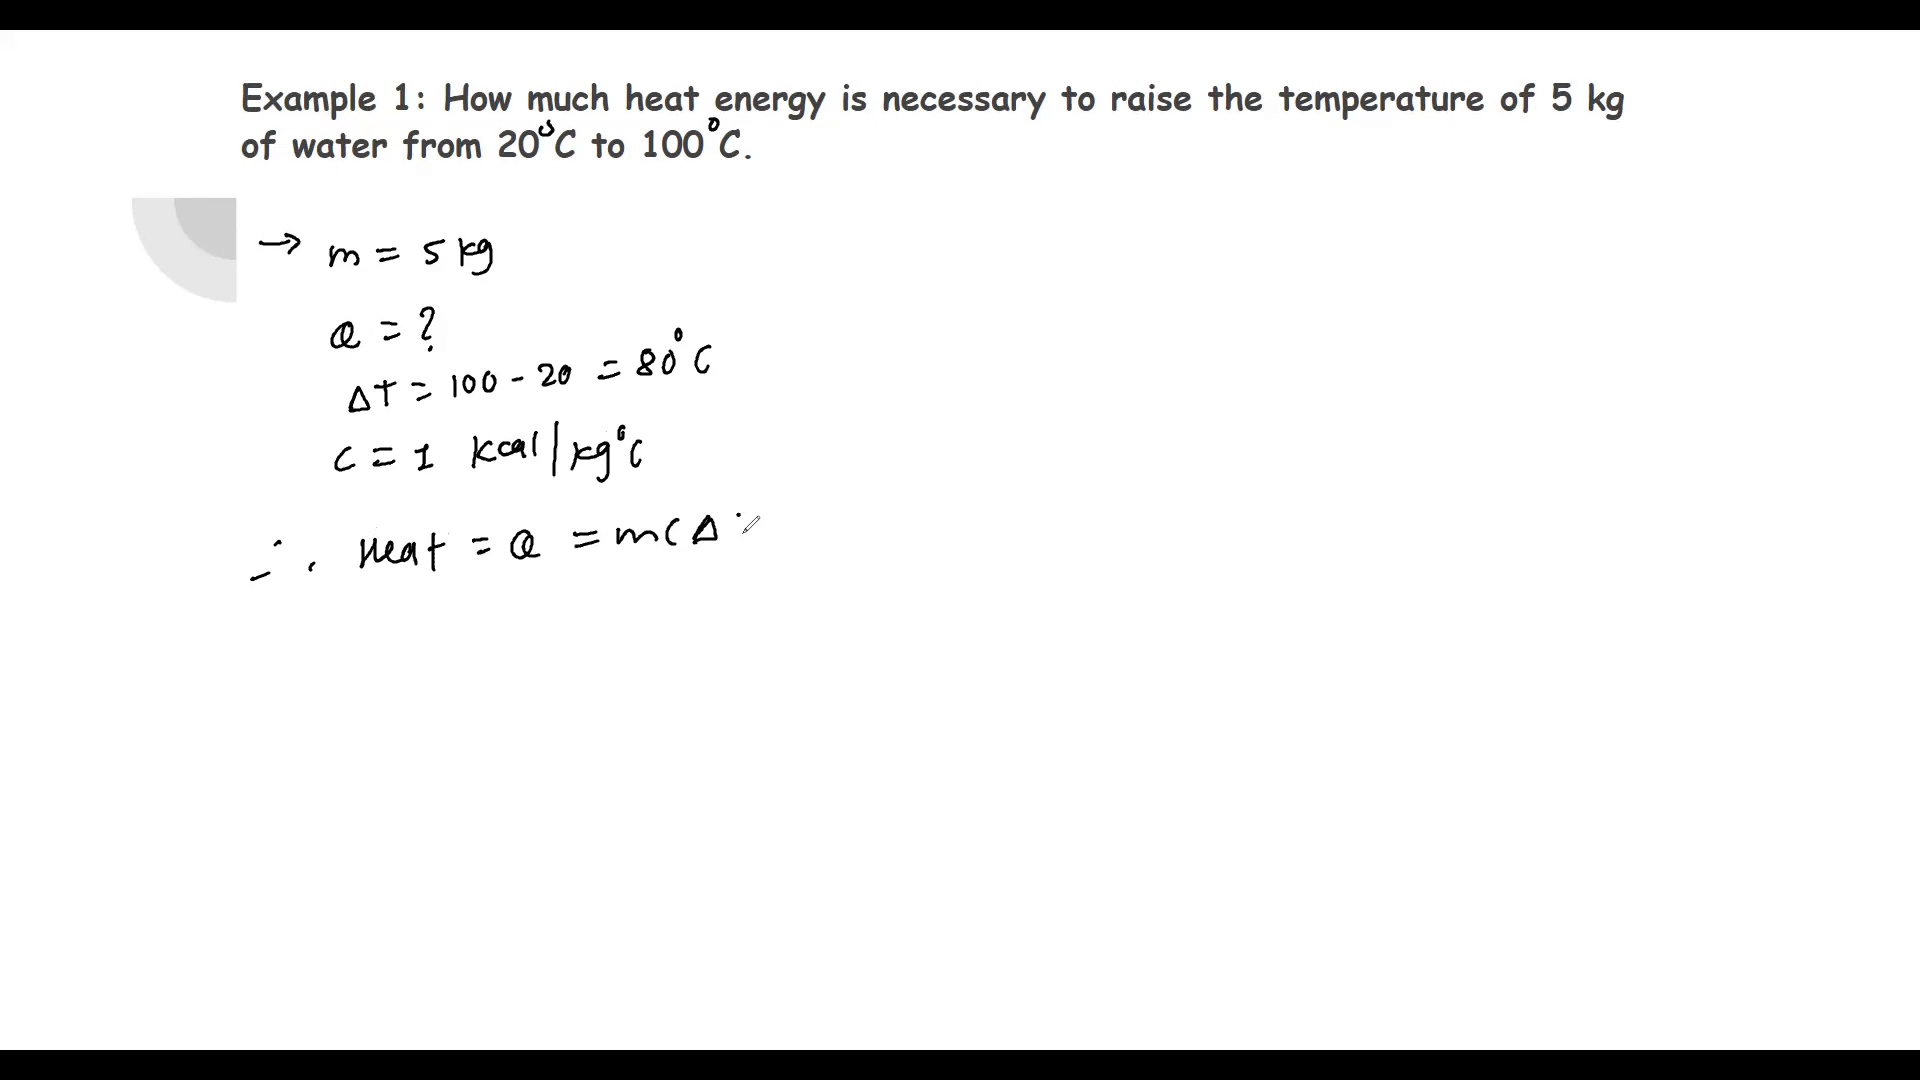 Example 1: How much heat energy is necessary to raise the temperature of 5 kg
of water from 20°C to 100°C.
→ m = 5 kg
Q = ?
ΔT = 100 - 20 = 80°C
C = 1 kcal/kg°C
∴ Heat = Q = mCΔ